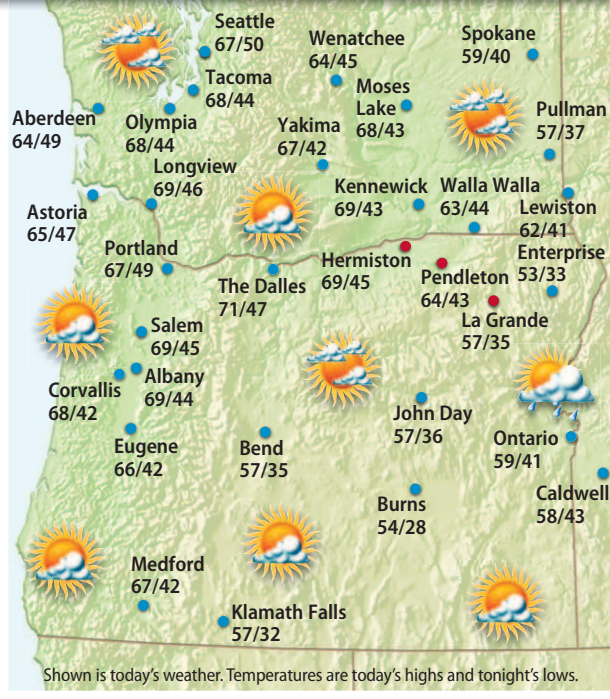 Seattle
67/50
Wenatchee
64/45
Spokane
59/40
Tacoma
68/44
Moses
Lake
68/43
Aberdeen
64/49
Olympia
68/44
Yakima
67/42
Pullman
57/37
Longview
69/46
Kennewick
69/43
Walla Walla
63/44
Lewiston
62/41
Astoria
65/47
Portland
67/49
The Dalles
71/47
Hermiston
69/45
Pendleton
64/43
Enterprise
53/33
La Grande
57/35
Salem
69/45
Albany
69/44
Corvallis
68/42
John Day
57/36
Eugene
66/42
Bend
57/35
Ontario
59/41
Burns
54/28
Caldwell
58/43
Medford
67/42
Klamath Falls
57/32
Shown is today's weather. Temperatures are today's highs and tonight's lows.